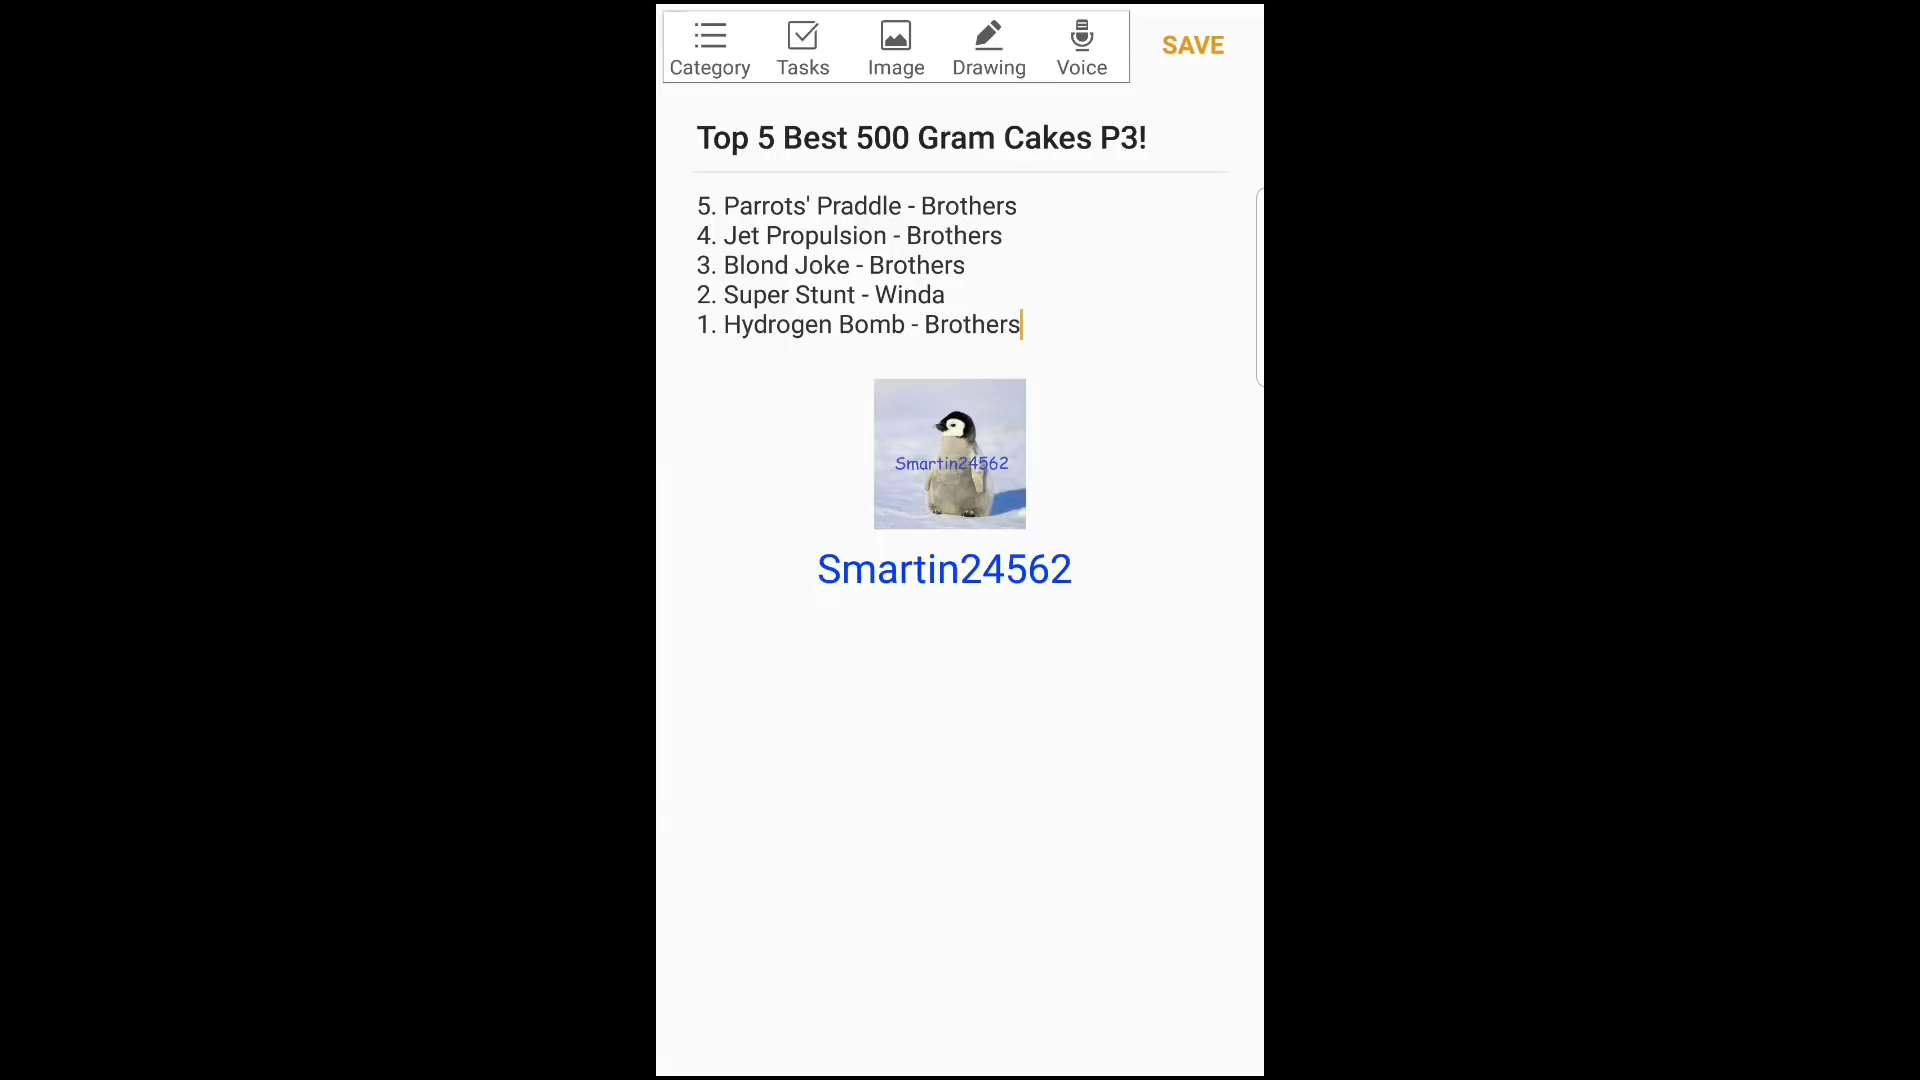 Category Tasks Image Drawing Voice SAVE
Top 5 Best 500 Gram Cakes P3!
5. Parrots' Praddle - Brothers
4. Jet Propulsion - Brothers
3. Blond Joke - Brothers
2. Super Stunt - Winda
1. Hydrogen Bomb - Brothers
Smartin24562
Smartin24562